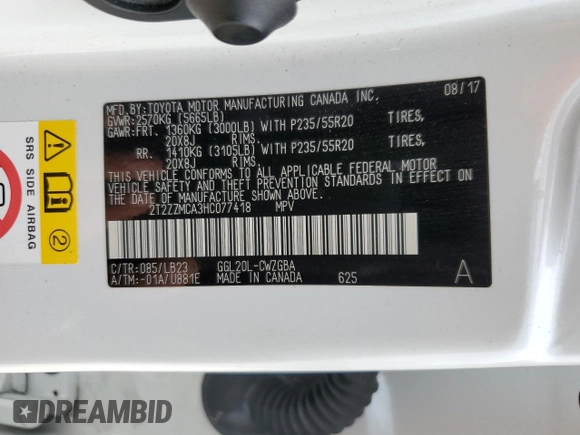 MFD.BY:TOYOTA MOTOR MANUFACTURING CANADA INC. 08/17
GVWR:2570KG (5665LB)
GAWR:FRT. 1360KG (3000LB) WITH P235/55R20 TIRES,
20X8J RIMS,
RR. 1410KG (3105LB) WITH P235/55R20 TIRES,
20X8J RIMS
THIS VEHICLE CONFORMS TO ALL APPLICABLE FEDERAL MOTOR
VEHICLE SAFETY AND THEFT PREVENTION STANDARDS IN EFFECT ON
THE DATE OF MANUFACTURE SHOWN ABOVE.
2T2ZZMCA3HC077418 MPV
C/TR:085/LB23 GGL20L-CWZGBA
A/TM:-01A/U881E MADE IN CANADA 625 A
SRS SIDE AIRBAG
2
DREAMBID